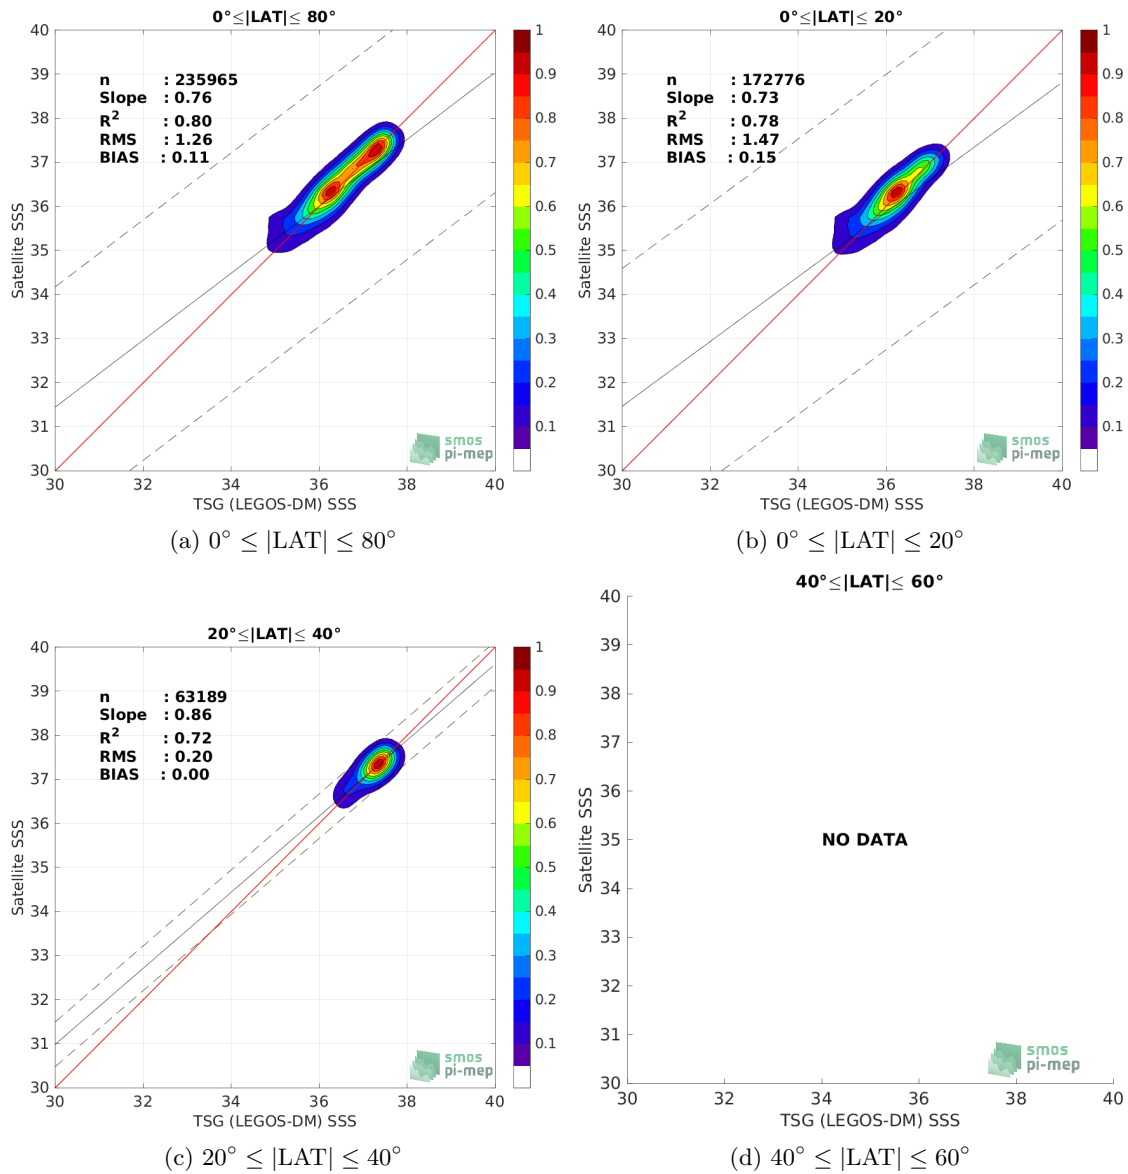 0°≤|LAT|≤ 80°
40
39
38
37
36
35
34
33
32
31
30
n : 235965
Slope : 0.76
R² : 0.80
RMS : 1.26
BIAS : 0.11
Satellite SSS
smos
pi-mep
30 32 34 36 38 40
TSG (LEGOS-DM) SSS
1
0.9
0.8
0.7
0.6
0.5
0.4
0.3
0.2
0.1
(a) 0° ≤ |LAT| ≤ 80°
0°≤|LAT|≤ 20°
40
39
38
37
36
35
34
33
32
31
30
n : 172776
Slope : 0.73
R² : 0.78
RMS : 1.47
BIAS : 0.15
Satellite SSS
smos
pi-mep
30 32 34 36 38 40
TSG (LEGOS-DM) SSS
1
0.9
0.8
0.7
0.6
0.5
0.4
0.3
0.2
0.1
(b) 0° ≤ |LAT| ≤ 20°
20°≤|LAT|≤ 40°
40
39
38
37
36
35
34
33
32
31
30
n : 63189
Slope : 0.86
R² : 0.72
RMS : 0.20
BIAS : 0.00
Satellite SSS
smos
pi-mep
30 32 34 36 38 40
TSG (LEGOS-DM) SSS
1
0.9
0.8
0.7
0.6
0.5
0.4
0.3
0.2
0.1
(c) 20° ≤ |LAT| ≤ 40°
40°≤|LAT|≤ 60°
40
39
38
37
36
35
34
33
32
31
30
NO DATA
Satellite SSS
smos
pi-mep
30 32 34 36 38 40
TSG (LEGOS-DM) SSS
(d) 40° ≤ |LAT| ≤ 60°